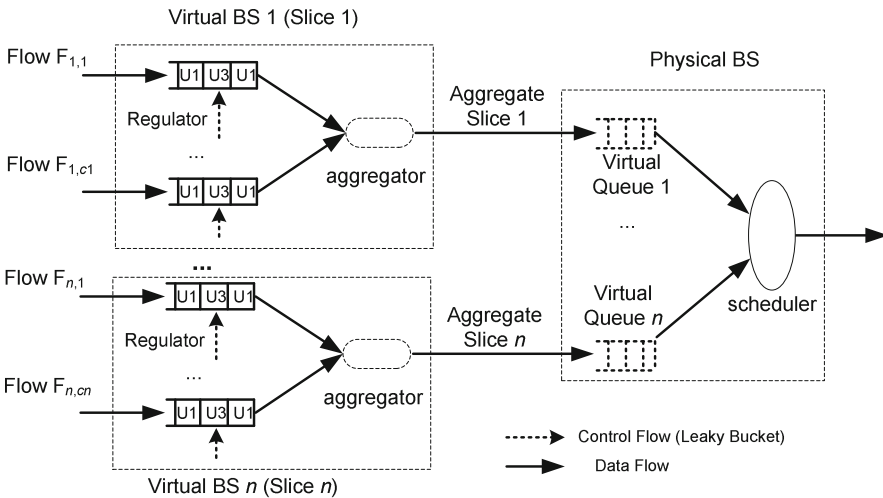 Virtual BS 1 (Slice 1)
Flow F1,1
U1 U3 U1
Regulator
...
Flow F1,c1
U1 U3 U1
aggregator
Aggregate
Slice 1
Physical BS
Virtual
Queue 1
...
Virtual
Queue n
scheduler
...
Flow Fn,1
U1 U3 U1
Regulator
...
Flow Fn,cn
U1 U3 U1
aggregator
Aggregate
Slice n
Virtual BS n (Slice n)
Control Flow (Leaky Bucket)
Data Flow